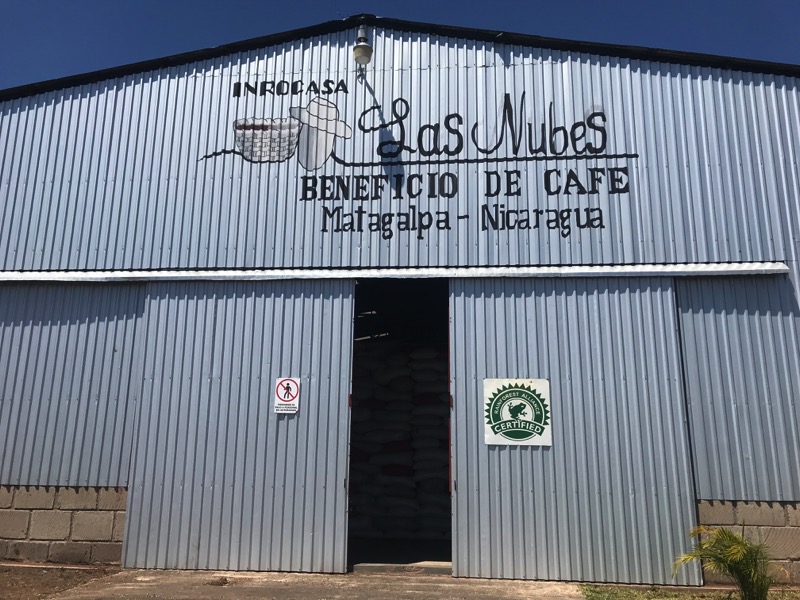 INROCASA
Las Nubes
BENEFICIO DE CAFE
Matagalpa - Nicaragua
RAINFOREST ALLIANCE
CERTIFIED